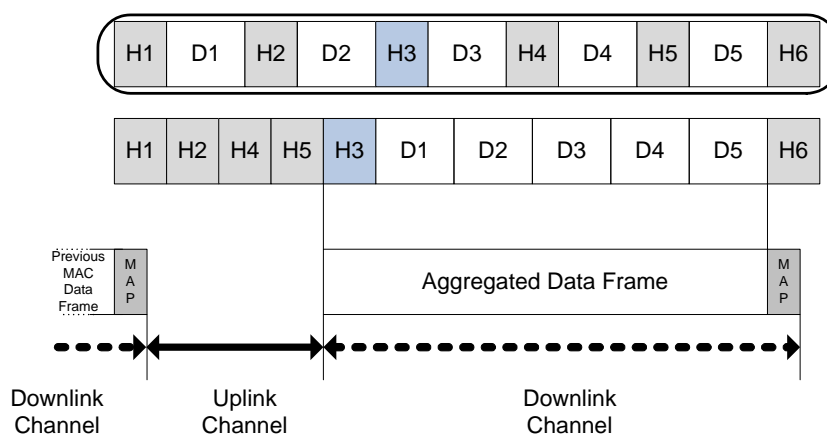 H1 D1 H2 D2 H3 D3 H4 D4 H5 D5 H6
H1 H2 H4 H5 H3 D1 D2 D3 D4 D5 H6
Previous
MAC
Data
Frame
M
A
P
Aggregated Data Frame
M
A
P
Downlink
Channel
Uplink
Channel
Downlink
Channel